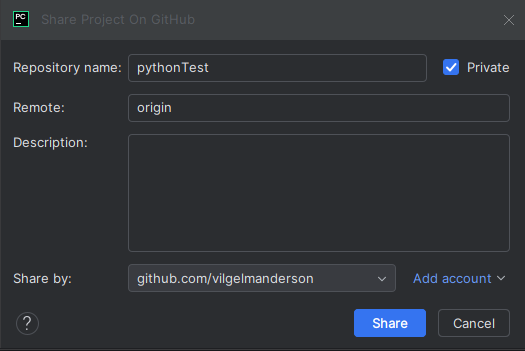 PC
Share Project On GitHub
Repository name: pythonTest Private
Remote: origin
Description:
Share by: github.com/vilgelmanderson Add account
? Share Cancel